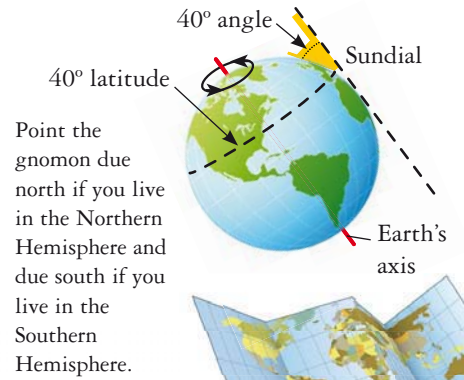 40º angle
Sundial
40º latitude
Point the
gnomon due
north if you live
in the Northern
Hemisphere and
due south if you
live in the
Southern
Hemisphere.
Earth's
axis